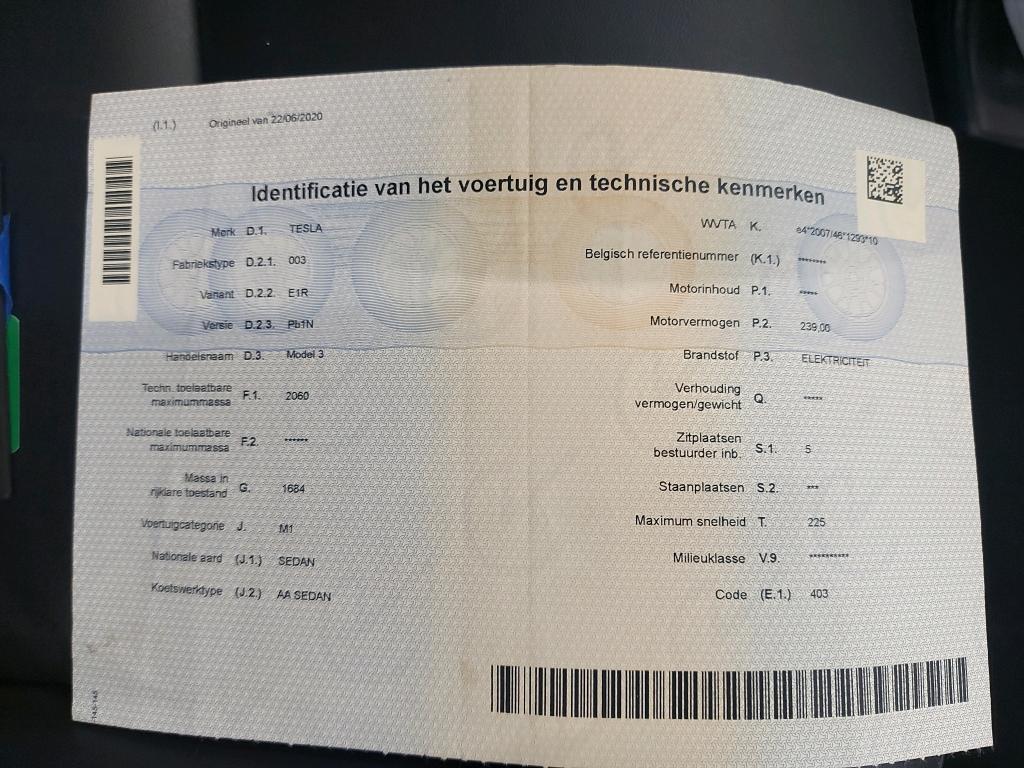 (I.1.) Origineel van 22/06/2020
Identificatie van het voertuig en technische kenmerken
Merk D.1. TESLA
Fabriekstype D.2.1. 003
Variant D.2.2. E1R
Versie D.2.3. Pb1N
Handelsnaam D.3. Model 3
Techn. toelaatbare
maximummassa F.1. 2060
Nationale toelaatbare
maximummassa F.2. ******
Massa in
rijklare toestand G. 1684
Voertuigcategorie J. M1
Nationale aard (J.1.) SEDAN
Koetswerktype (J.2.) AA SEDAN
WVTA K. e4*2007/46*1293*10
Belgisch referentienummer (K.1.) ********
Motorinhoud P.1. *****
Motorvermogen P.2. 239,00
Brandstof P.3. ELEKTRICITEIT
Verhouding
vermogen/gewicht Q. *****
Zitplaatsen
bestuurder inb. S.1. 5
Staanplaatsen S.2. ***
Maximum snelheid T. 225
Milieuklasse V.9. **********
Code (E.1.) 403